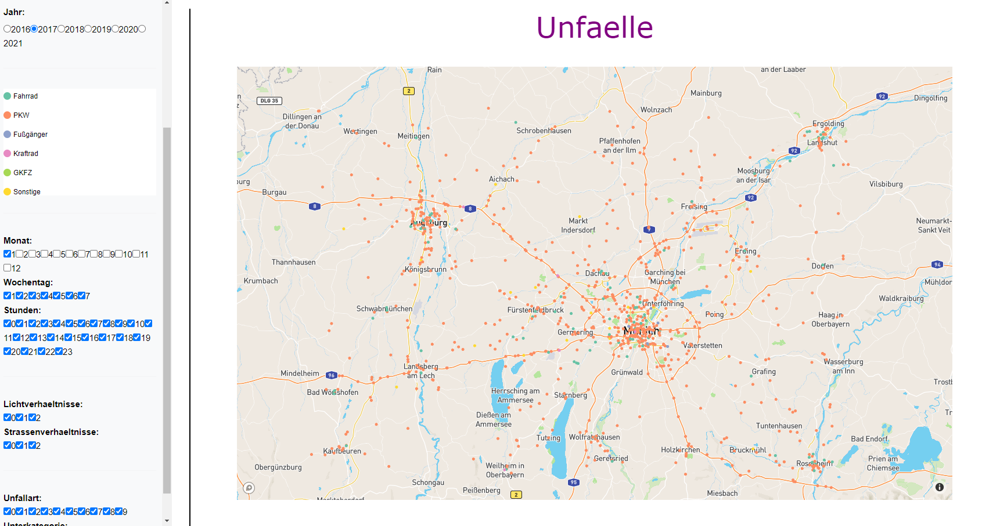 Jahr:
2016 2017 2018 2019 2020
2021
Fahrrad
PKW
Fußgänger
Kraftrad
GKFZ
Sonstige
Monat:
1 2 3 4 5 6 7 8 9 10 11
12
Wochentag:
1 2 3 4 5 6 7
Stunden:
0 1 2 3 4 5 6 7 8 9 10
11 12 13 14 15 16 17 18 19
20 21 22 23
Lichtverhaeltnisse:
0 1 2
Strassenverhaeltnisse:
0 1 2
Unfallart:
0 1 2 3 4 5 6 7 8 9
Unterkategorie:
Unfaelle
Rain
an der Laaber
2
Mainburg
92
Dingolfing
DLG 35
Wolnzach
Dillingen an
der Donau
Ergolding
Wertingen
Meitingen
Schrobenhausen
Pfaffenhofen
an der Ilm
Landshut
92
Moosburg
an der Isar
Aichach
Vilsbiburg
Burgau
92
8
8
Freising
Augsburg
Markt
Indersdorf
9
Neumarkt-
Sankt Veit
Erding
Thannhausen
Königsbrunn
Dachau
Garching bei
München
Dorfen
94
Krumbach
Mühldor
Waldkraiburg
Schwabmünchen
Fürstenfeldbruck
Unterföhring
Poing
Haag in
Oberbayern
Germering
Munich
Vaterstetten
Landsberg
am Lech
Mindelheim
96
Grünwald
Grafing
Wasserburg
am Inn
Trostb
Bad Wörishofen
Herrsching am
Ammersee
Starnberg
Dießen am
Ammersee
Tr
Tuntenhausen
Tutzing
Wolfratshausen
Bad Endorf
Kaufbeuren
Holzkirchen
Bruckmühl
Geretsried
Rosenheim
Prien am
Chiemsee
Obergünzburg
Weilheim in
Oberbayern
Schongau
95
Peißenberg
2
Miesbach
Marktoberdorf